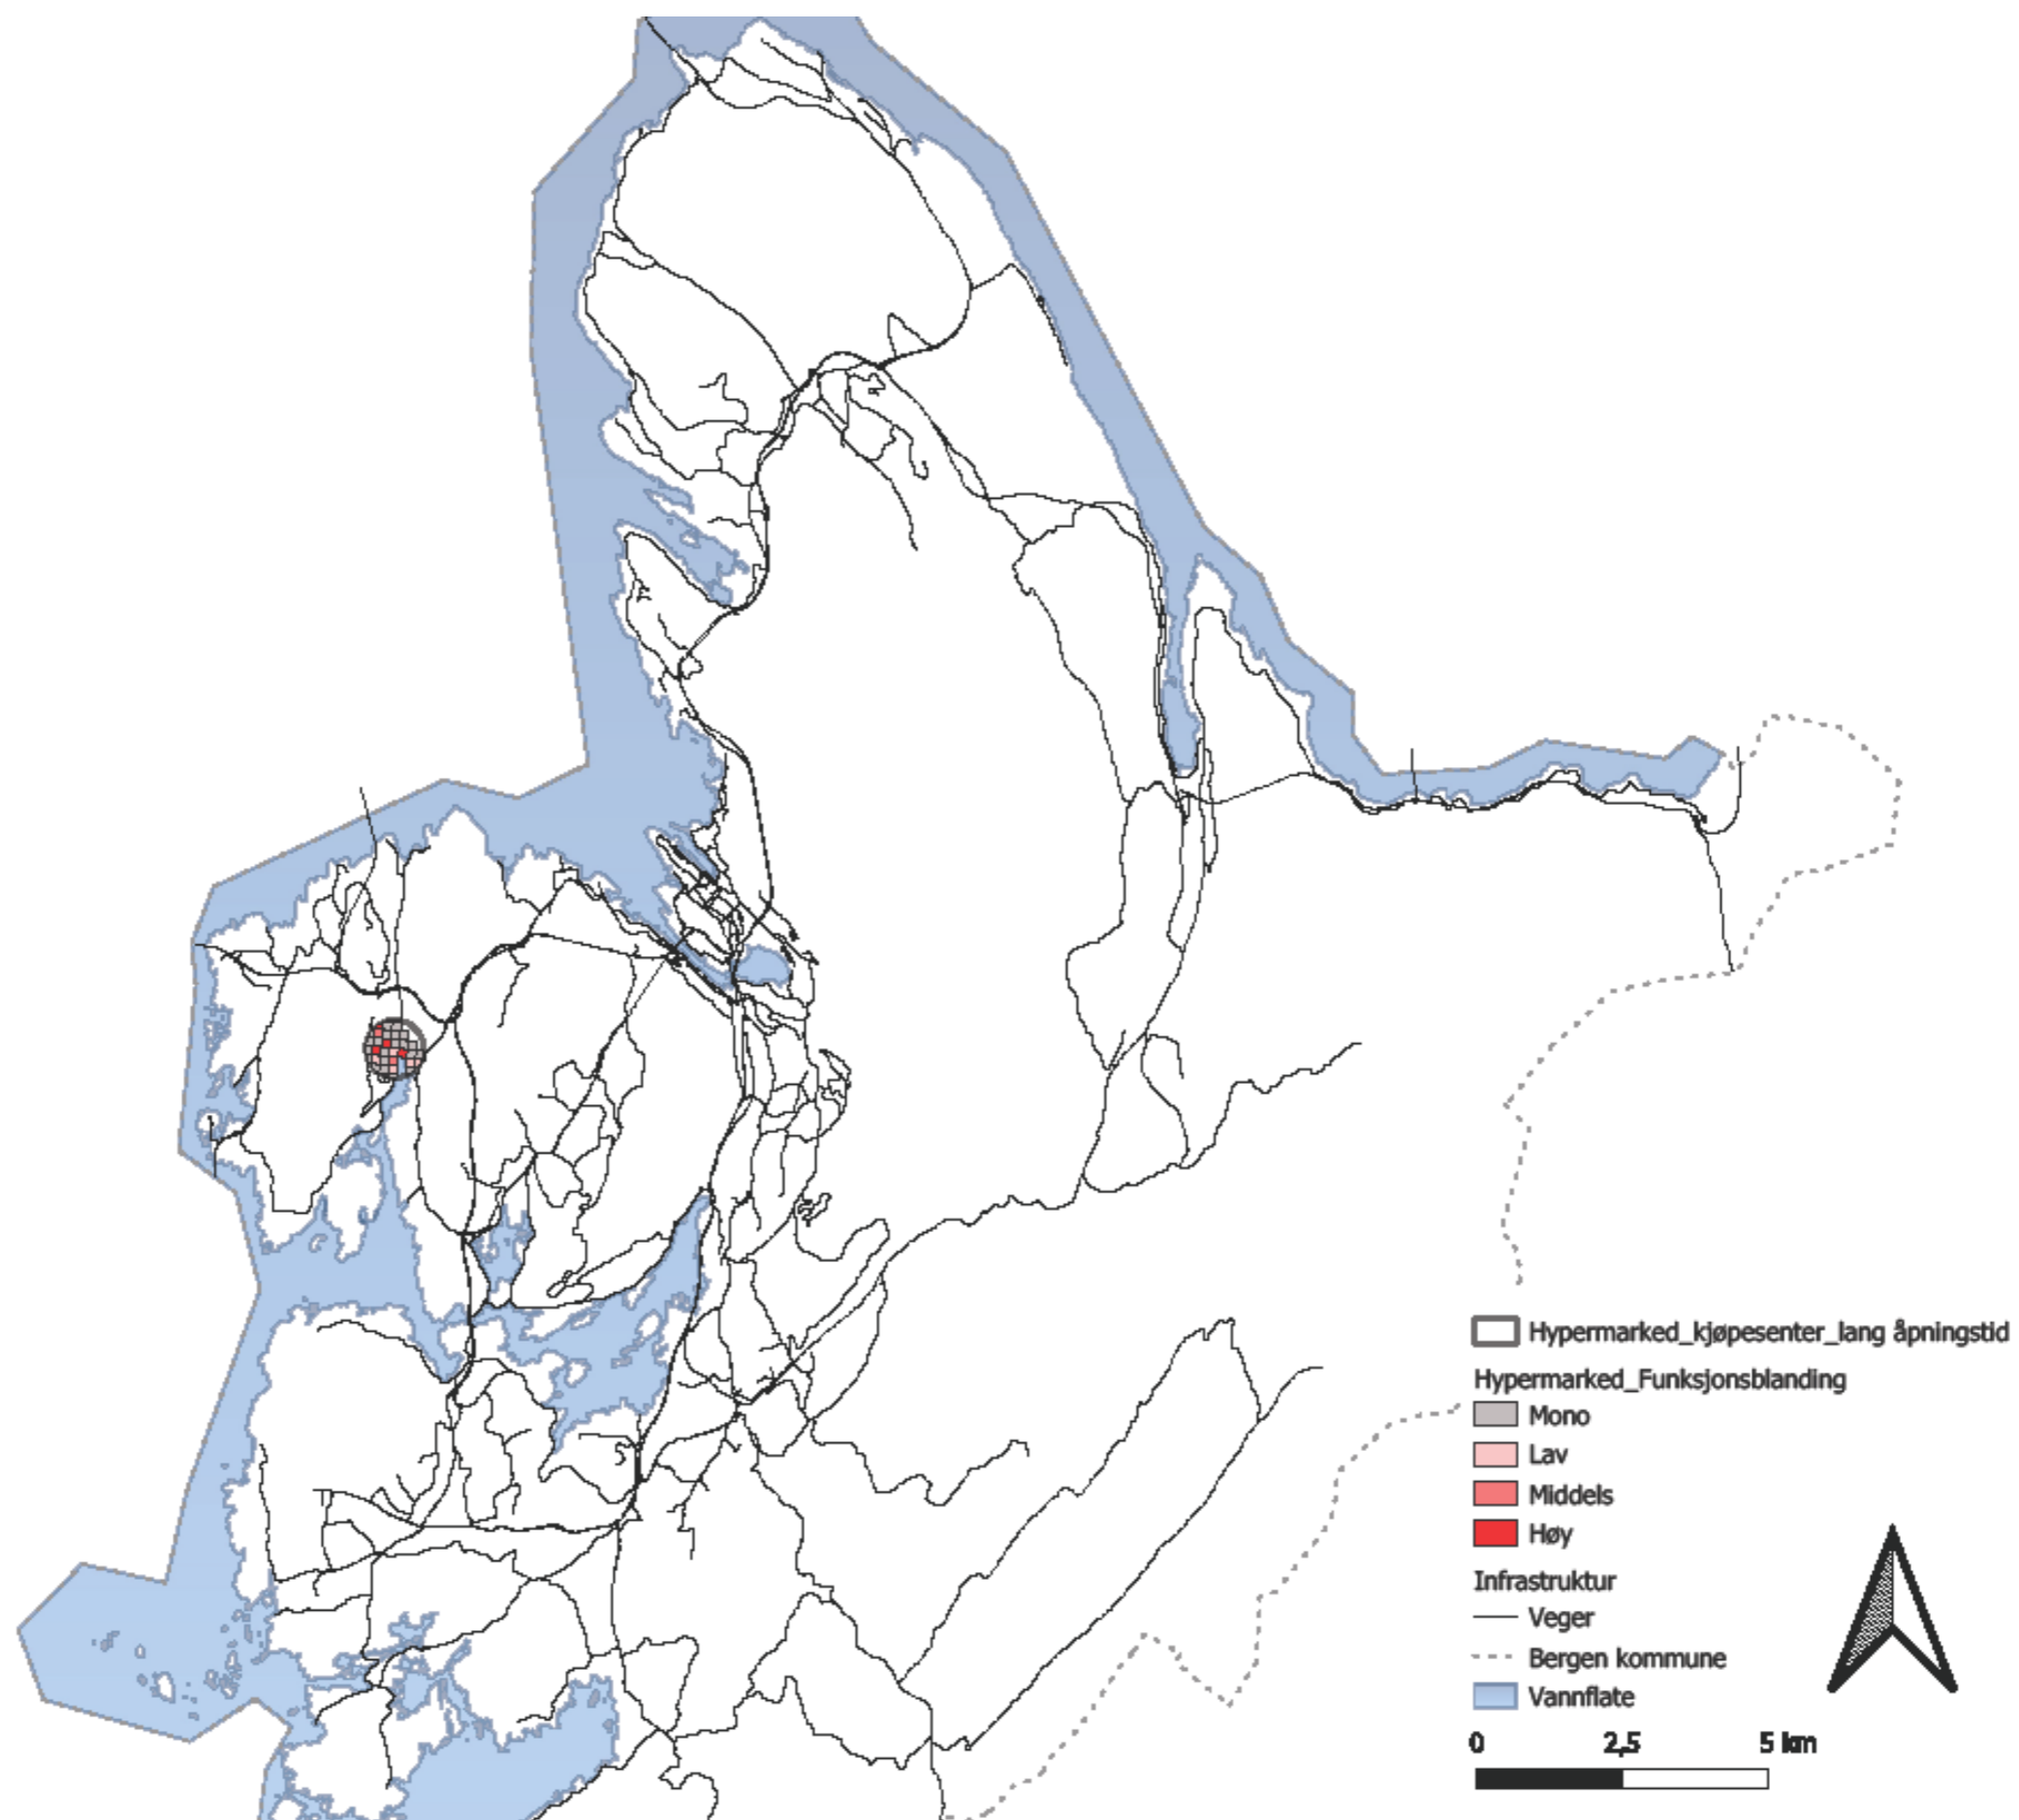 Hypermarked_kjøpesenter_lang åpningstid
Hypermarked_Funksjonsblanding
Mono
Lav
Middels
Høy
Infrastruktur
Veger
Bergen kommune
Vannflate
0 2,5 5 km